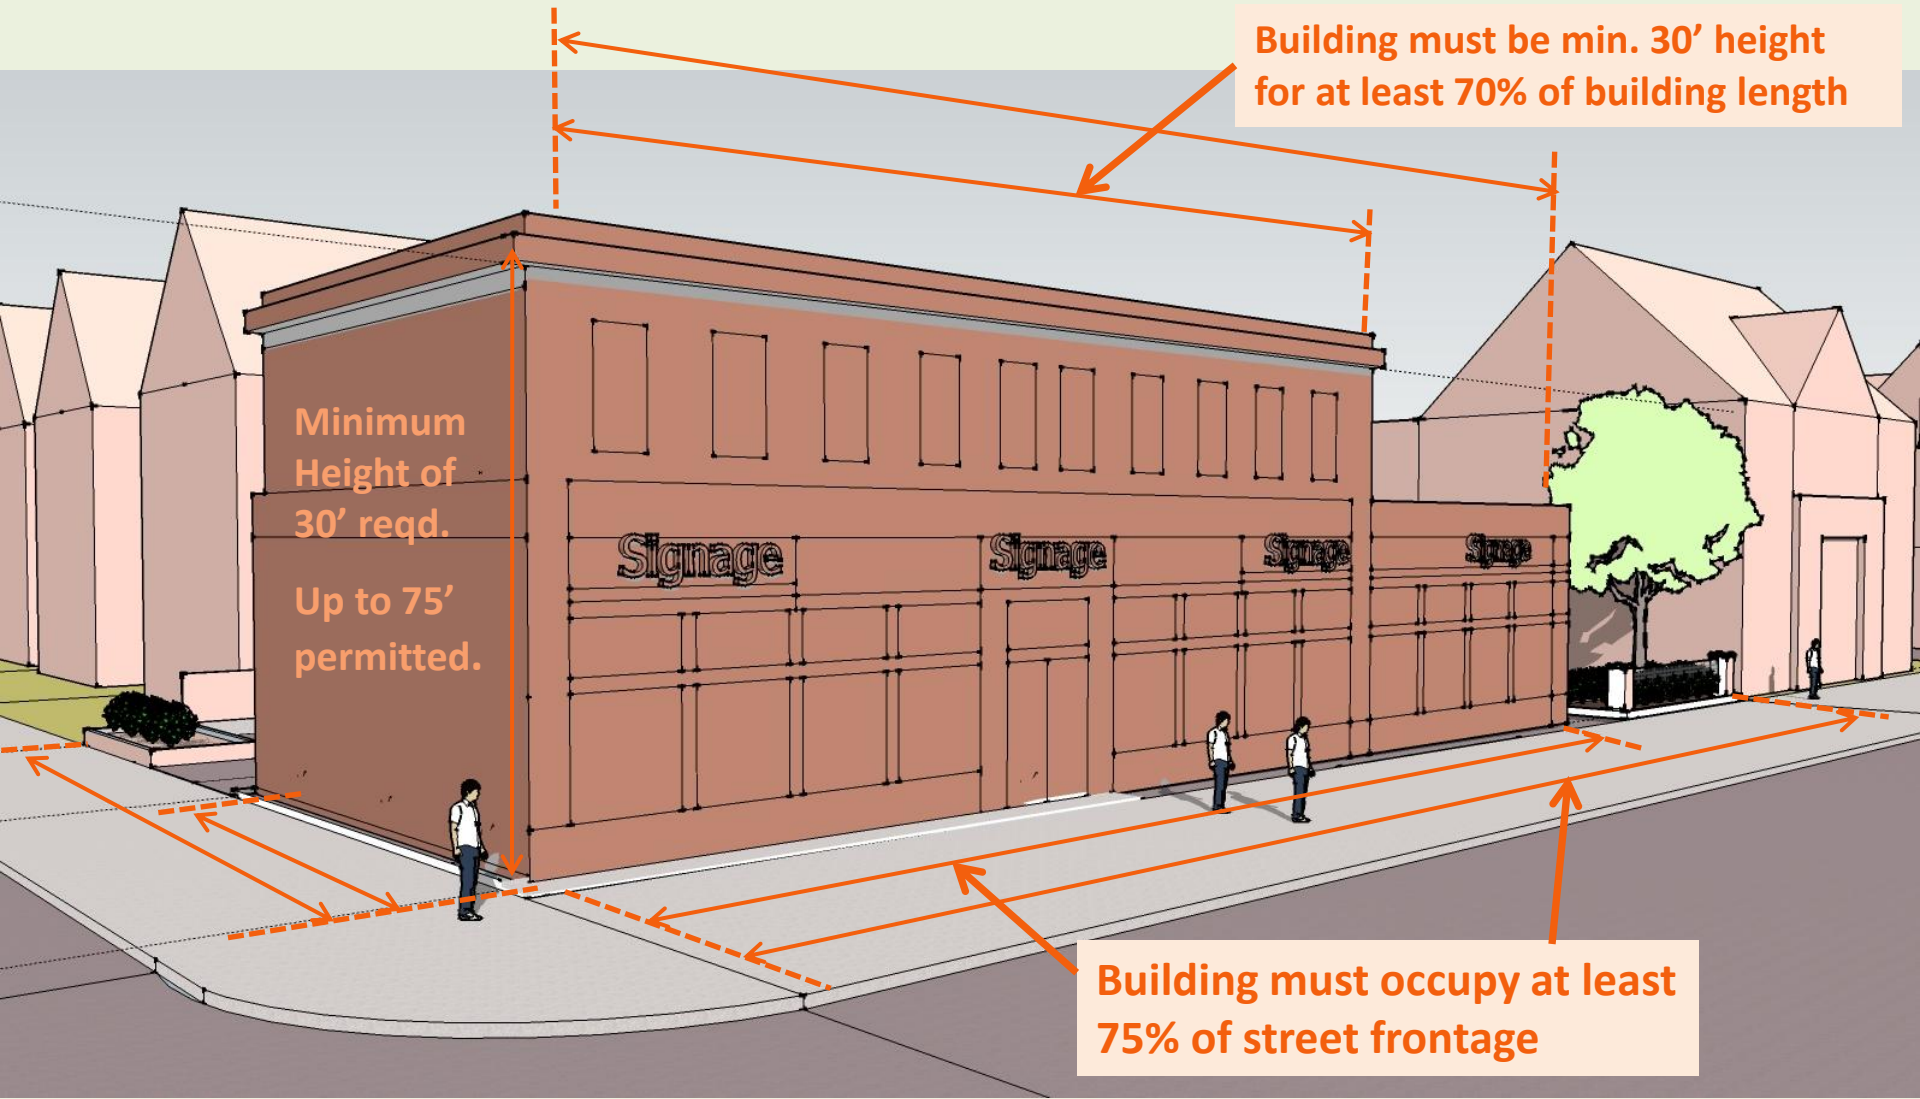 Building must be min. 30’ height
for at least 70% of building length
Minimum
Height of
30’ reqd.
Up to 75’
permitted.
Signage
Signage
Signage
Signage
Building must occupy at least
75% of street frontage